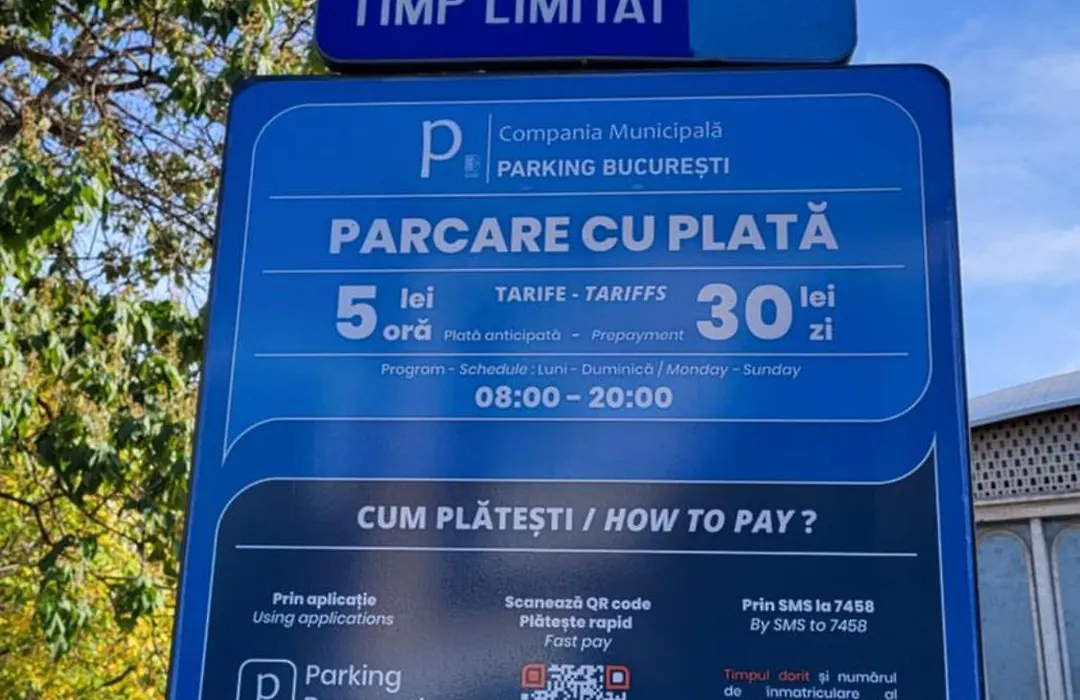 TIMP LIMITAT
p Compania Municipală
PARKING BUCUREȘTI
PARCARE CU PLATĂ
5 lei oră
TARIFE - TARIFFS
Plată anticipată - Prepayment
30 lei zi
Program - Schedule : Luni - Duminică / Monday - Sunday
08:00 - 20:00
CUM PLĂTEȘTI / HOW TO PAY ?
Prin aplicație
Using applications
p Parking
Scanează QR code
Plătește rapid
Fast pay
Prin SMS la 7458
By SMS to 7458
Timpul dorit și numărul
de înmatriculare al